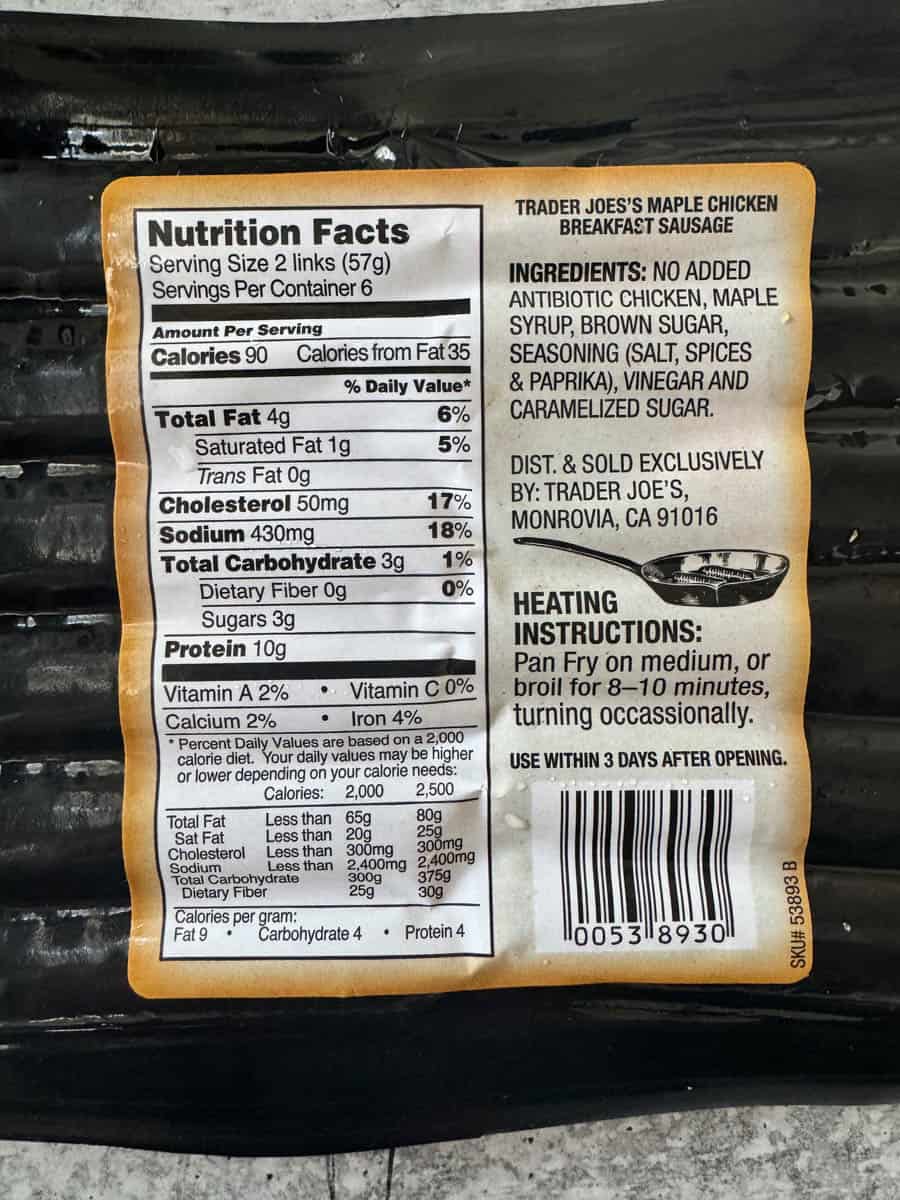 Nutrition Facts
Serving Size 2 links (57g)
Servings Per Container 6
Amount Per Serving
Calories 90 Calories from Fat 35
% Daily Value*
Total Fat 4g 6%
Saturated Fat 1g 5%
Trans Fat 0g
Cholesterol 50mg 17%
Sodium 430mg 18%
Total Carbohydrate 3g 1%
Dietary Fiber 0g 0%
Sugars 3g
Protein 10g
Vitamin A 2% • Vitamin C 0%
Calcium 2% • Iron 4%
* Percent Daily Values are based on a 2,000
calorie diet. Your daily values may be higher
or lower depending on your calorie needs:
Calories: 2,000 2,500
Total Fat Less than 65g 80g
Sat Fat Less than 20g 25g
Cholesterol Less than 300mg 300mg
Sodium Less than 2,400mg 2,400mg
Total Carbohydrate 300g 375g
Dietary Fiber 25g 30g
Calories per gram:
Fat 9 • Carbohydrate 4 • Protein 4
TRADER JOES'S MAPLE CHICKEN
BREAKFAST SAUSAGE
INGREDIENTS: NO ADDED
ANTIBIOTIC CHICKEN, MAPLE
SYRUP, BROWN SUGAR,
SEASONING (SALT, SPICES
& PAPRIKA), VINEGAR AND
CARAMELIZED SUGAR.
DIST. & SOLD EXCLUSIVELY
BY: TRADER JOE'S,
MONROVIA, CA 91016
HEATING
INSTRUCTIONS:
Pan Fry on medium, or
broil for 8–10 minutes,
turning occassionally.
USE WITHIN 3 DAYS AFTER OPENING.
0053 8930
SKU# 53893 B